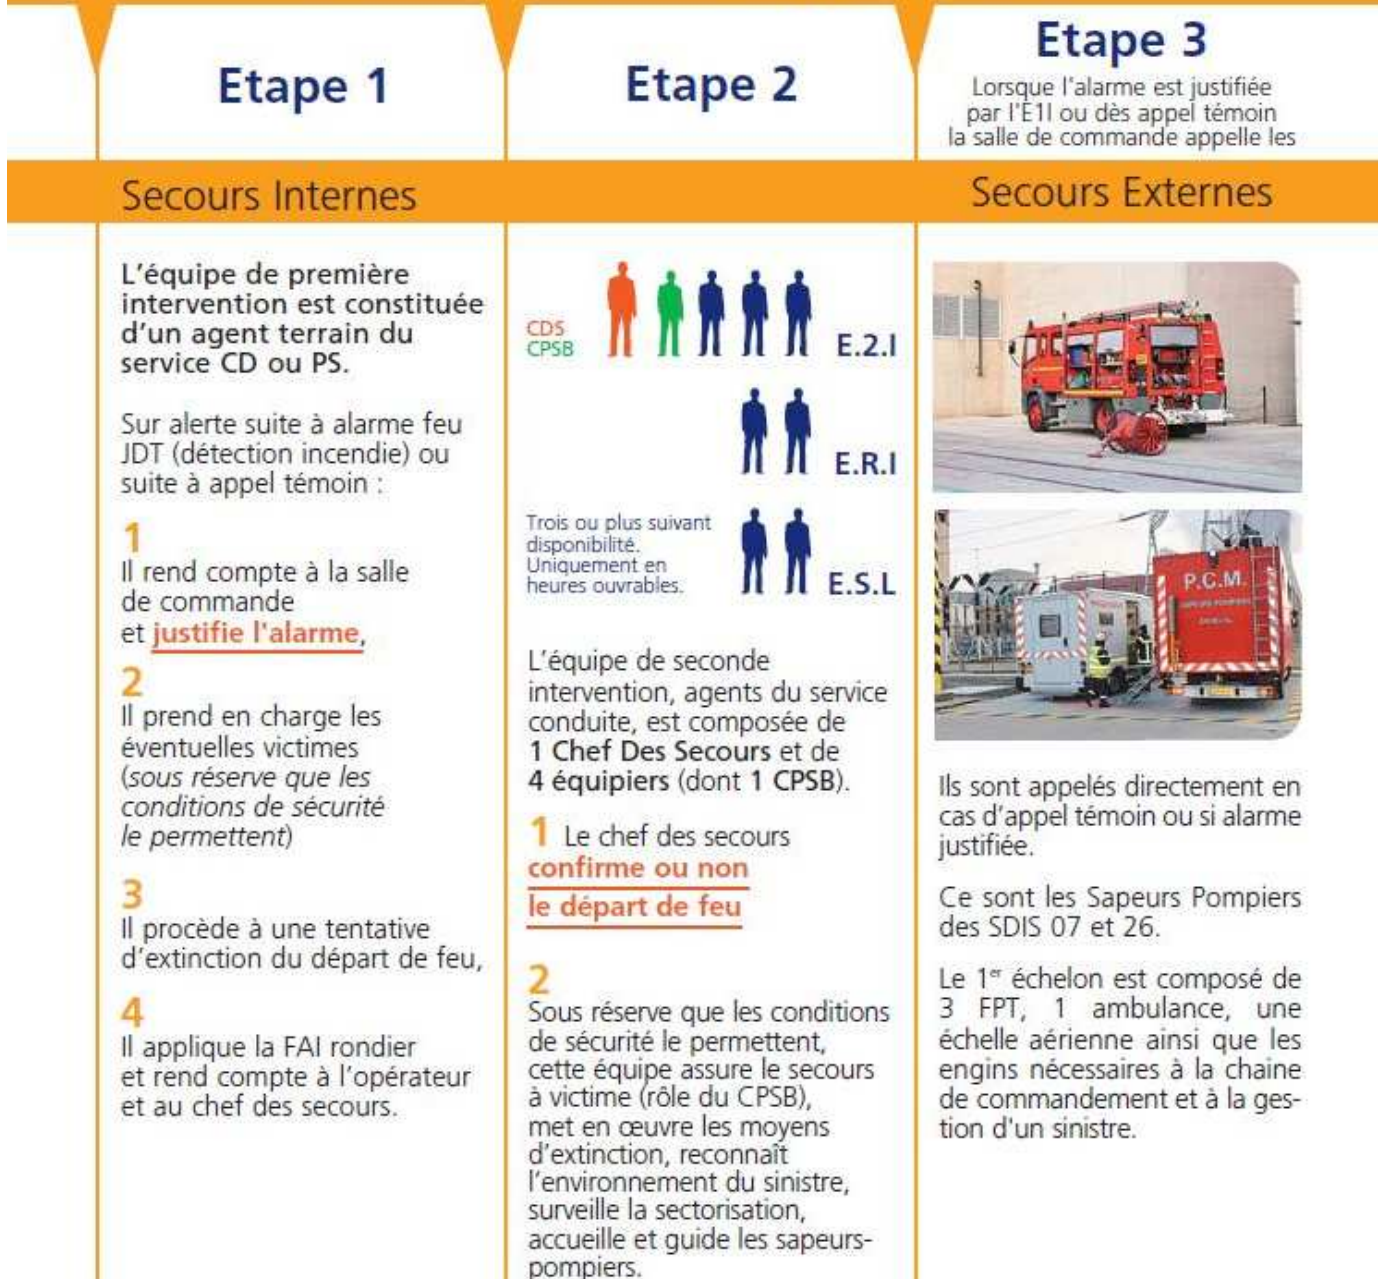 Etape 1
Secours Internes
L'équipe de première
intervention est constituée
d'un agent terrain du
service CD ou PS.
Sur alerte suite à alarme feu
JDT (détection incendie) ou
suite à appel témoin :
1
Il rend compte à la salle
de commande
et justifie l'alarme,
2
Il prend en charge les
éventuelles victimes
(sous réserve que les
conditions de sécurité
le permettent)
3
Il procède à une tentative
d'extinction du départ de feu,
4
Il applique la FAI rondier
et rend compte à l'opérateur
et au chef des secours.
Etape 2
CDS
CPSB
E.2.I
E.R.I
Trois ou plus suivant
disponibilité.
Uniquement en
heures ouvrables.
E.S.L
L'équipe de seconde
intervention, agents du service
conduite, est composée de
1 Chef Des Secours et de
4 équipiers (dont 1 CPSB).
1 Le chef des secours
confirme ou non
le départ de feu
2
Sous réserve que les conditions
de sécurité le permettent,
cette équipe assure le secours
à victime (rôle du CPSB),
met en œuvre les moyens
d'extinction, reconnaît
l'environnement du sinistre,
surveille la sectorisation,
accueille et guide les sapeurs-
pompiers.
Etape 3
Lorsque l'alarme est justifiée
par l'E1I ou dès appel témoin
la salle de commande appelle les
Secours Externes
P.C.M.
SAPEURS POMPIERS
Ils sont appelés directement en
cas d'appel témoin ou si alarme
justifiée.
Ce sont les Sapeurs Pompiers
des SDIS 07 et 26.
Le 1er échelon est composé de
3 FPT, 1 ambulance, une
échelle aérienne ainsi que les
engins nécessaires à la chaine
de commandement et à la ges-
tion d'un sinistre.